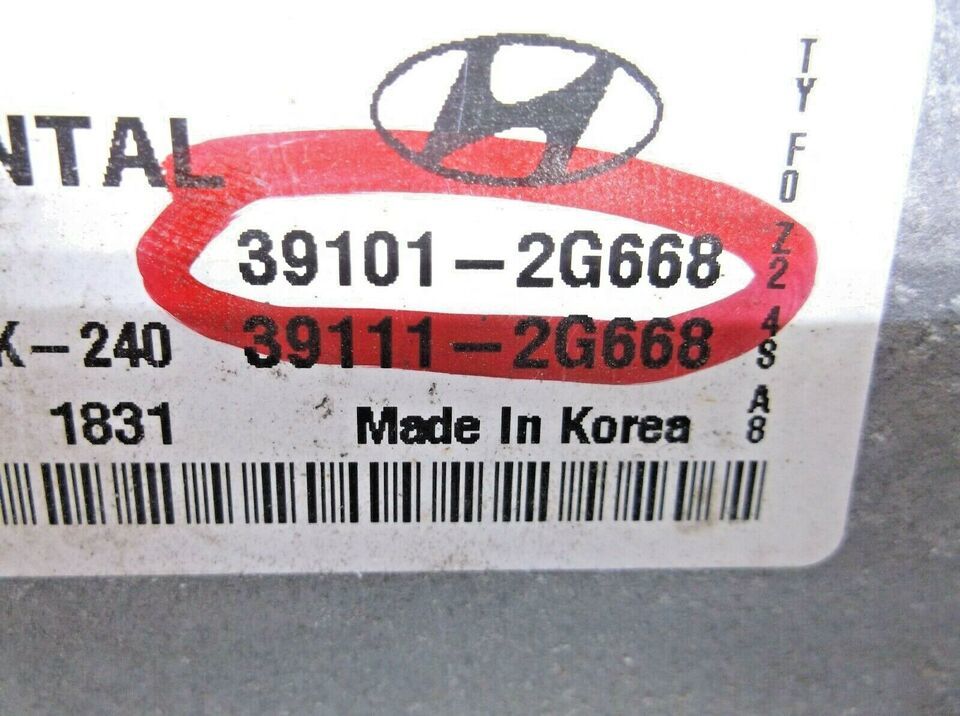 NTAL
39101-2G668
K-240 39111-2G668
1831 Made In Korea
TY F0 Z2 48 A8